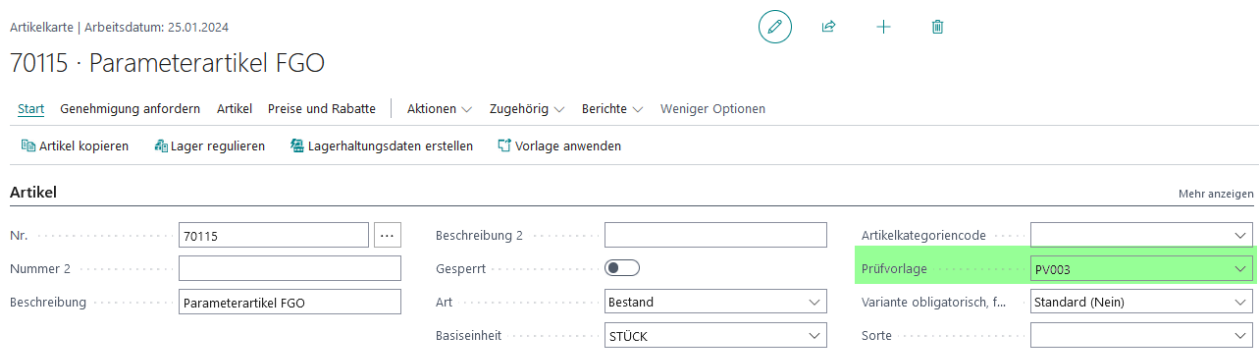 Artikelkarte | Arbeitsdatum: 25.01.2024
70115 · Parameterartikel FGO
Start Genehmigung anfordern Artikel Preise und Rabatte Aktionen Zugehörig Berichte Weniger Optionen
Artikel kopieren Lager regulieren Lagerhaltungsdaten erstellen Vorlage anwenden
Artikel Mehr anzeigen
Nr. 70115 ... Beschreibung 2 Artikelkategoriencode
Nummer 2 Gesperrt Prüfvorlage PV003
Beschreibung Parameterartikel FGO Art Bestand Variante obligatorisch, f... Standard (Nein)
Basiseinheit STÜCK Sorte